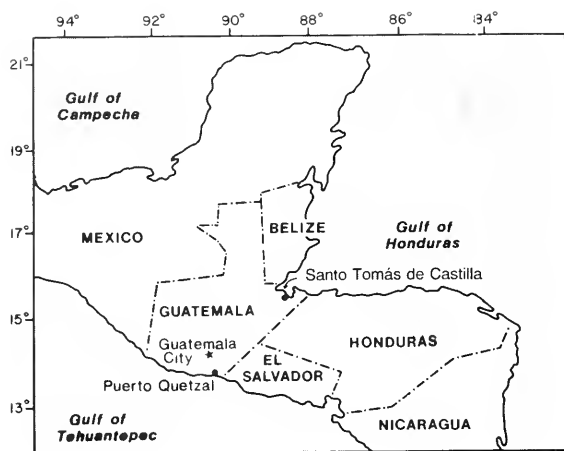 94° 92° 90° 88° 86° 84°
21°
Gulf of
Campecha
19°
BELIZE
17°
MEXICO
Gulf of
Honduras
Santo Tomás de Castilla
GUATEMALA
15°
Guatemala
City
HONDURAS
EL
SALVADOR
Puerto Quetzal
13°
NICARAGUA
Gulf of
Tehuantepec